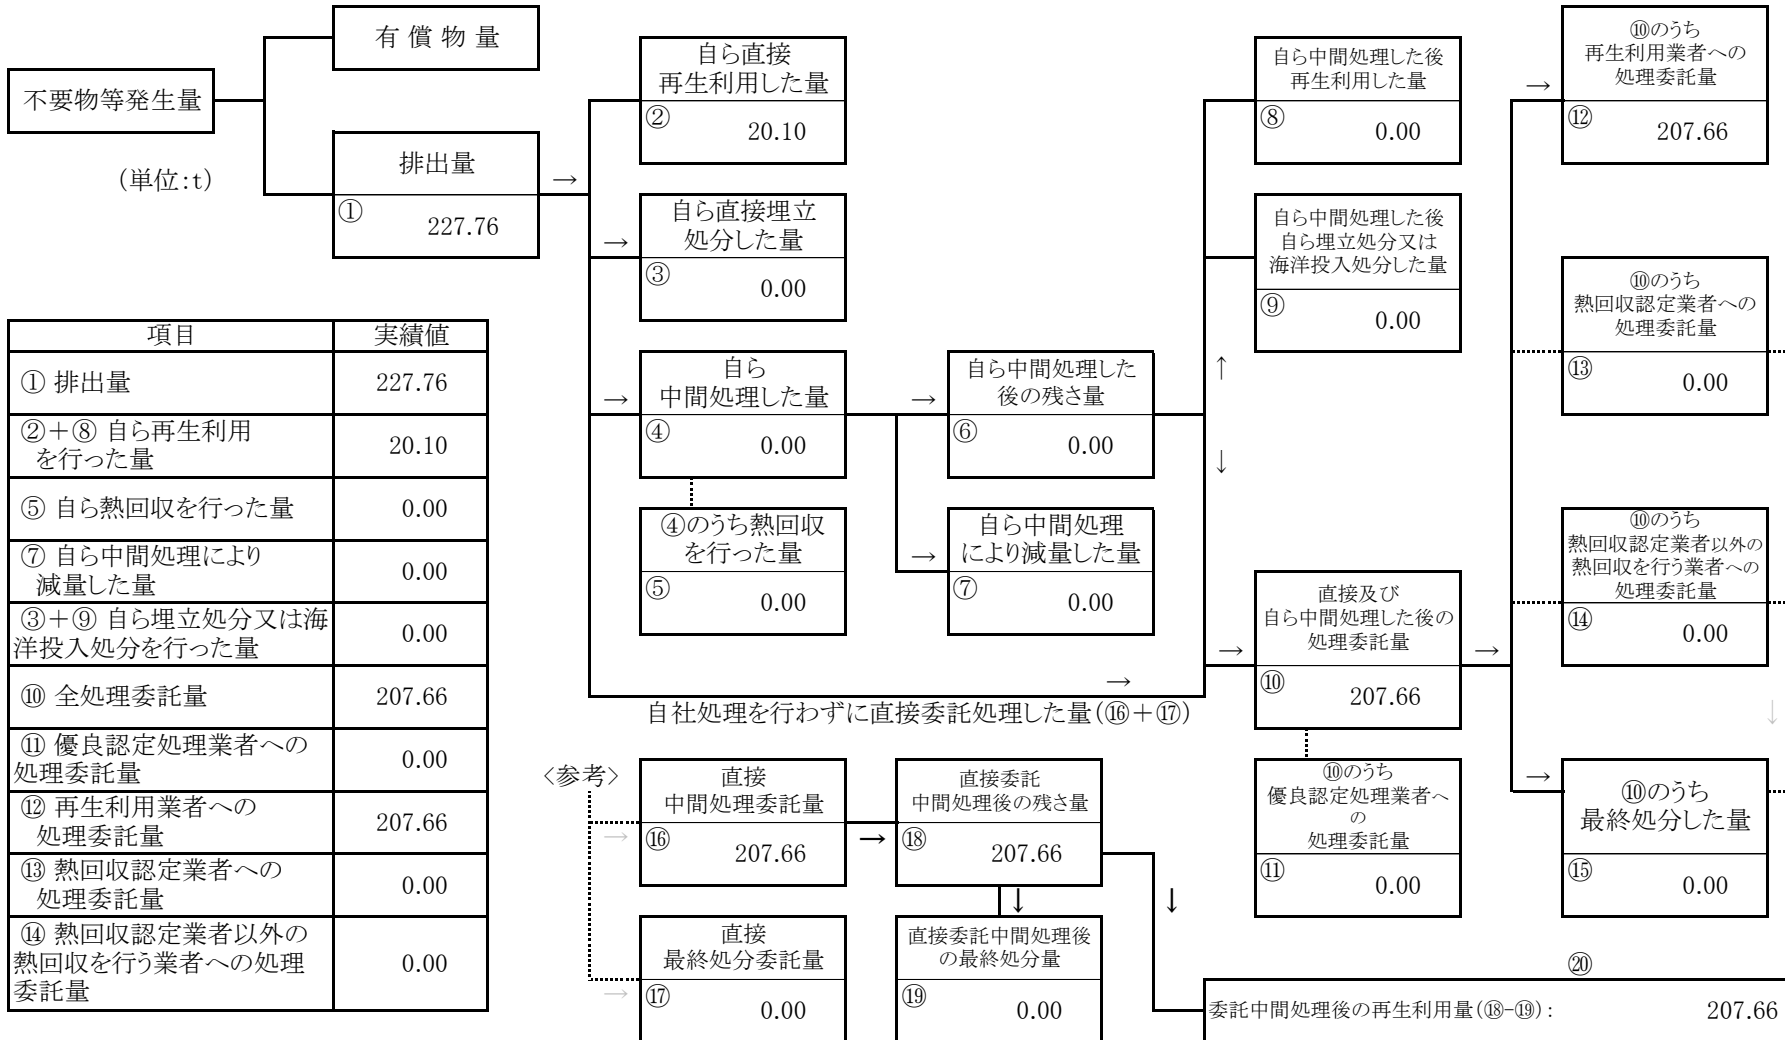 有 償 物 量
不要物等発生量
(単位:t)
排出量
①
227.76
→
自ら直接
再生利用した量
②
20.10
→
自ら直接埋立
処分した量
③
0.00
→
自ら
中間処理した量
④
0.00
④のうち熱回収
を行った量
⑤
0.00
→
自ら中間処理した
後の残さ量
⑥
0.00
→
自ら中間処理
により減量した量
⑦
0.00
↑
↓
自ら中間処理した後
再生利用した量
⑧
0.00
自ら中間処理した後
自ら埋立処分又は
海洋投入処分した量
⑨
0.00
→
自社処理を行わずに直接委託処理した量(⑯+⑰)
→
直接及び
自ら中間処理した後の
処理委託量
⑩
207.66
→
⑩のうち
優良認定処理業者へ
の
処理委託量
⑪
0.00
→
⑩のうち
再生利用業者への
処理委託量
⑫
207.66
⑩のうち
熱回収認定業者への
処理委託量
⑬
0.00
⑩のうち
熱回収認定業者以外の
熱回収を行う業者への
処理委託量
⑭
0.00
↓
→
⑩のうち
最終処分した量
⑮
0.00
項目 実績値
① 排出量 227.76
②+⑧ 自ら再生利用
を行った量 20.10
⑤ 自ら熱回収を行った量 0.00
⑦ 自ら中間処理により
減量した量 0.00
③+⑨ 自ら埋立処分又は海
洋投入処分を行った量 0.00
⑩ 全処理委託量 207.66
⑪ 優良認定処理業者への
処理委託量 0.00
⑫ 再生利用業者への
処理委託量 207.66
⑬ 熱回収認定業者への
処理委託量 0.00
⑭ 熱回収認定業者以外の
熱回収を行う業者への処理
委託量 0.00
〈参考〉
→
直接
中間処理委託量
⑯
207.66
→
直接委託
中間処理後の残さ量
⑱
207.66
↓
↓
→
直接
最終処分委託量
⑰
0.00
直接委託中間処理後
の最終処分量
⑲
0.00
⑳
委託中間処理後の再生利用量(⑱-⑲): 207.66